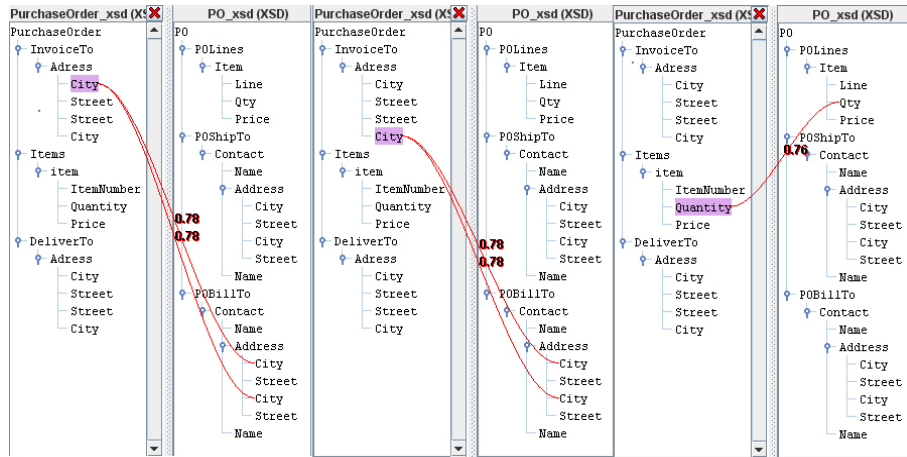 PurchaseOrder_xsd (XS
PurchaseOrder
InvoiceTo
Adress
City
Street
Street
City
Items
item
ItemNumber
Quantity
Price
DeliverTo
Adress
City
Street
Street
City
0.78
0.78
PO_xsd (XSD)
PO
POLines
Item
Line
Qty
Price
POShipTo
Contact
Name
Address
City
Street
City
Street
Name
POBillTo
Contact
Name
Address
City
Street
City
Street
Name
PurchaseOrder_xsd (XS
PurchaseOrder
InvoiceTo
Adress
City
Street
Street
City
Items
item
ItemNumber
Quantity
Price
DeliverTo
Adress
City
Street
Street
City
0.78
0.78
PO_xsd (XSD)
PO
POLines
Item
Line
Qty
Price
POShipTo
Contact
Name
Address
City
Street
City
Street
Name
POBillTo
Contact
Name
Address
City
Street
City
Street
Name
PurchaseOrder_xsd (XS
PurchaseOrder
InvoiceTo
Adress
City
Street
Street
City
Items
item
ItemNumber
Quantity
Price
DeliverTo
Adress
City
Street
Street
City
0.76
PO_xsd (XSD)
PO
POLines
Item
Line
Qty
Price
POShipTo
Contact
Name
Address
City
Street
City
Street
Name
POBillTo
Contact
Name
Address
City
Street
City
Street
Name